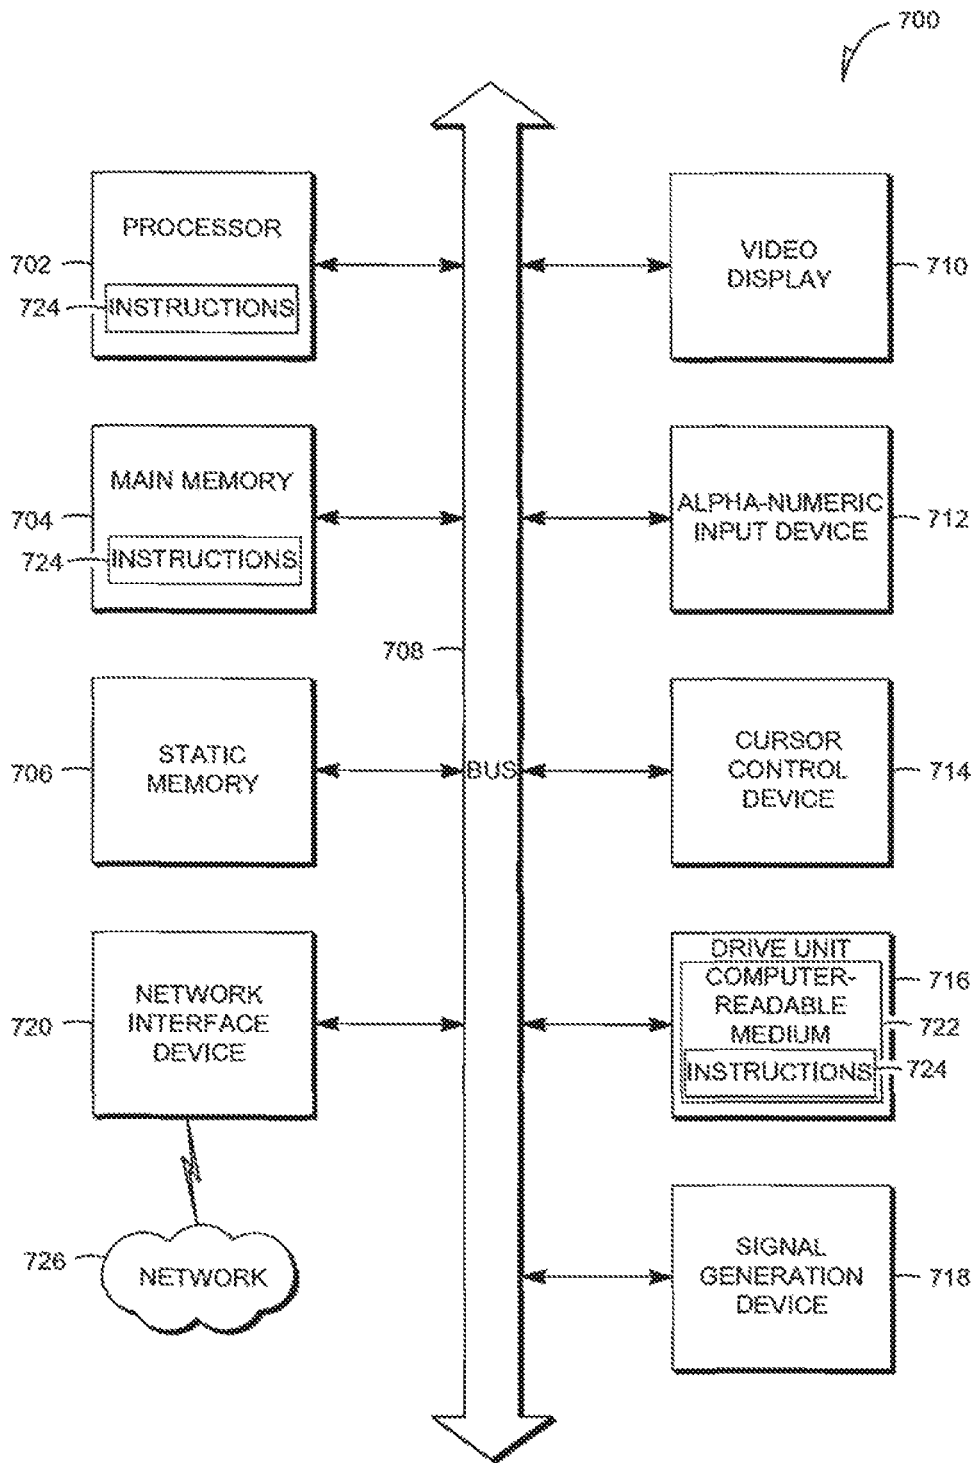 700
PROCESSOR
702
724
INSTRUCTIONS
VIDEO
DISPLAY
710
MAIN MEMORY
704
724
INSTRUCTIONS
ALPHA-NUMERIC
INPUT DEVICE
712
708
STATIC
MEMORY
706
BUS
CURSOR
CONTROL
DEVICE
714
NETWORK
INTERFACE
DEVICE
720
DRIVE UNIT
716
COMPUTER-
READABLE
MEDIUM
722
INSTRUCTIONS
724
726
NETWORK
SIGNAL
GENERATION
DEVICE
718